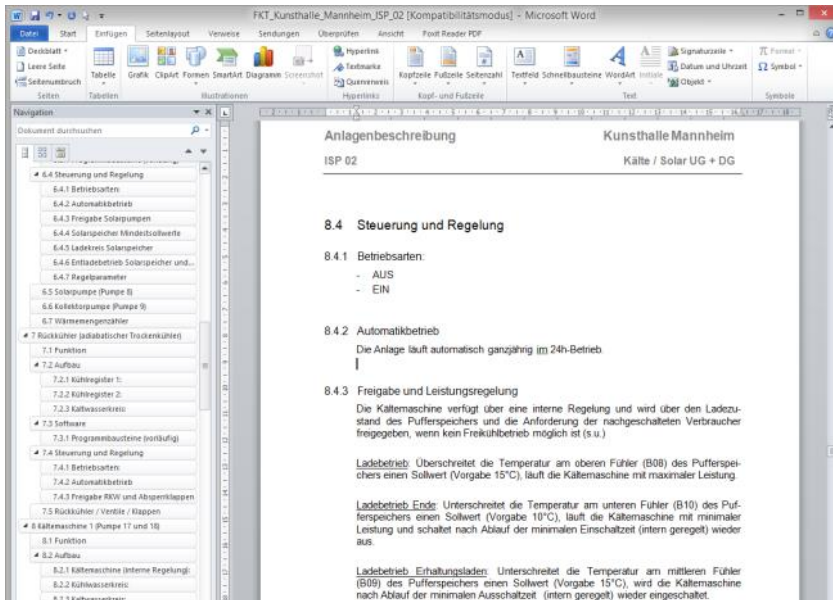 FKT_Kunsthalle_Mannheim_ISP_02 [Kompatibilitätsmodus] - Microsoft Word
Datei Start Einfügen Seitenlayout Verweise Sendungen Überprüfen Ansicht Foxit Reader PDF
Deckblatt
Leere Seite
Seitenumbruch
Seiten
Tabelle
Tabellen
Grafik ClipArt Formen SmartArt Diagramm Screenshot
Illustrationen
Hyperlink
Textmarke
Querverweis
Hyperlinks
Kopfzeile Fußzeile Seitenzahl
Kopf- und Fußzeile
Textfeld Schnellbausteine WordArt Initiale
Signaturzeile
Datum und Uhrzeit
Objekt
Text
Formel
Symbol
Symbole
Navigation
Dokument durchsuchen
6.4 Steuerung und Regelung
6.4.1 Betriebsarten:
6.4.2 Automatikbetrieb
6.4.3 Freigabe Solarpumpen
6.4.4 Solarspeicher Mindestsollwerte
6.4.5 Ladekreis Solarspeicher
6.4.6 Entladebetrieb Solarspeicher und...
6.4.7 Regelparameter
6.5 Solarpumpe (Pumpe 8)
6.6 Kollektorpumpe (Pumpe 9)
6.7 Wärmemengenzähler
7 Rückkühler (adiabatischer Trockenkühler)
7.1 Funktion
7.2 Aufbau
7.2.1 Kühlregister 1:
7.2.2 Kühlregister 2:
7.2.3 Kaltwasserkreis:
7.3 Software
7.3.1 Programmbausteine (vorläufig)
7.4 Steuerung und Regelung
7.4.1 Betriebsarten:
7.4.2 Automatikbetrieb
7.4.3 Freigabe RKW und Absperrklappen
7.5 Rückkühler / Ventile / Klappen
8 Kältemaschine 1 (Pumpe 17 und 18)
8.1 Funktion
8.2 Aufbau
8.2.1 Kältemaschine (interne Regelung):
8.2.2 Kühlwasserkreis:
8.2.3 Kaltwasserkreis:
Anlagenbeschreibung Kunsthalle Mannheim
ISP 02 Kälte / Solar UG + DG
8.4 Steuerung und Regelung
8.4.1 Betriebsarten:
- AUS
- EIN
8.4.2 Automatikbetrieb
Die Anlage läuft automatisch ganzjährig im 24h-Betrieb.
8.4.3 Freigabe und Leistungsregelung
Die Kältemaschine verfügt über eine interne Regelung und wird über den Ladezu-
stand des Pufferspeichers und die Anforderung der nachgeschalteten Verbraucher
freigegeben, wenn kein Freikühlbetrieb möglich ist (s.u.)
Ladebetrieb: Überschreitet die Temperatur am oberen Fühler (B08) des Pufferspei-
chers einen Sollwert (Vorgabe 15°C), läuft die Kältemaschine mit maximaler Leistung.
Ladebetrieb Ende: Unterschreitet die Temperatur am unteren Fühler (B10) des Puf-
ferspeichers einen Sollwert (Vorgabe 10°C), läuft die Kältemaschine mit minimaler
Leistung und schaltet nach Ablauf der minimalen Einschaltzeit (intern geregelt) wieder
aus.
Ladebetrieb Erhaltungsladen: Unterschreitet die Temperatur am mittleren Fühler
(B09) des Pufferspeichers einen Sollwert (Vorgabe 15°C), wird die Kältemaschine
nach Ablauf der minimalen Ausschaltzeit (intern geregelt) wieder eingeschaltet.